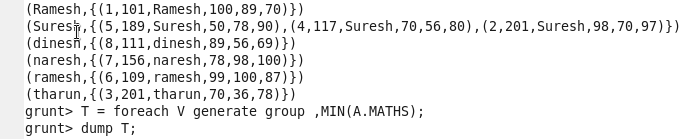 (Ramesh,{(1,101,Ramesh,100,89,70)})
(Suresh,{(5,189,Suresh,50,78,90),(4,117,Suresh,70,56,80),(2,201,Suresh,98,70,97)})
(dinesh,{(8,111,dinesh,89,56,69)})
(naresh,{(7,156,naresh,78,98,100)})
(ramesh,{(6,109,ramesh,99,100,87)})
(tharun,{(3,201,tharun,70,36,78)})
grunt> T = foreach V generate group ,MIN(A.MATHS);
grunt> dump T;